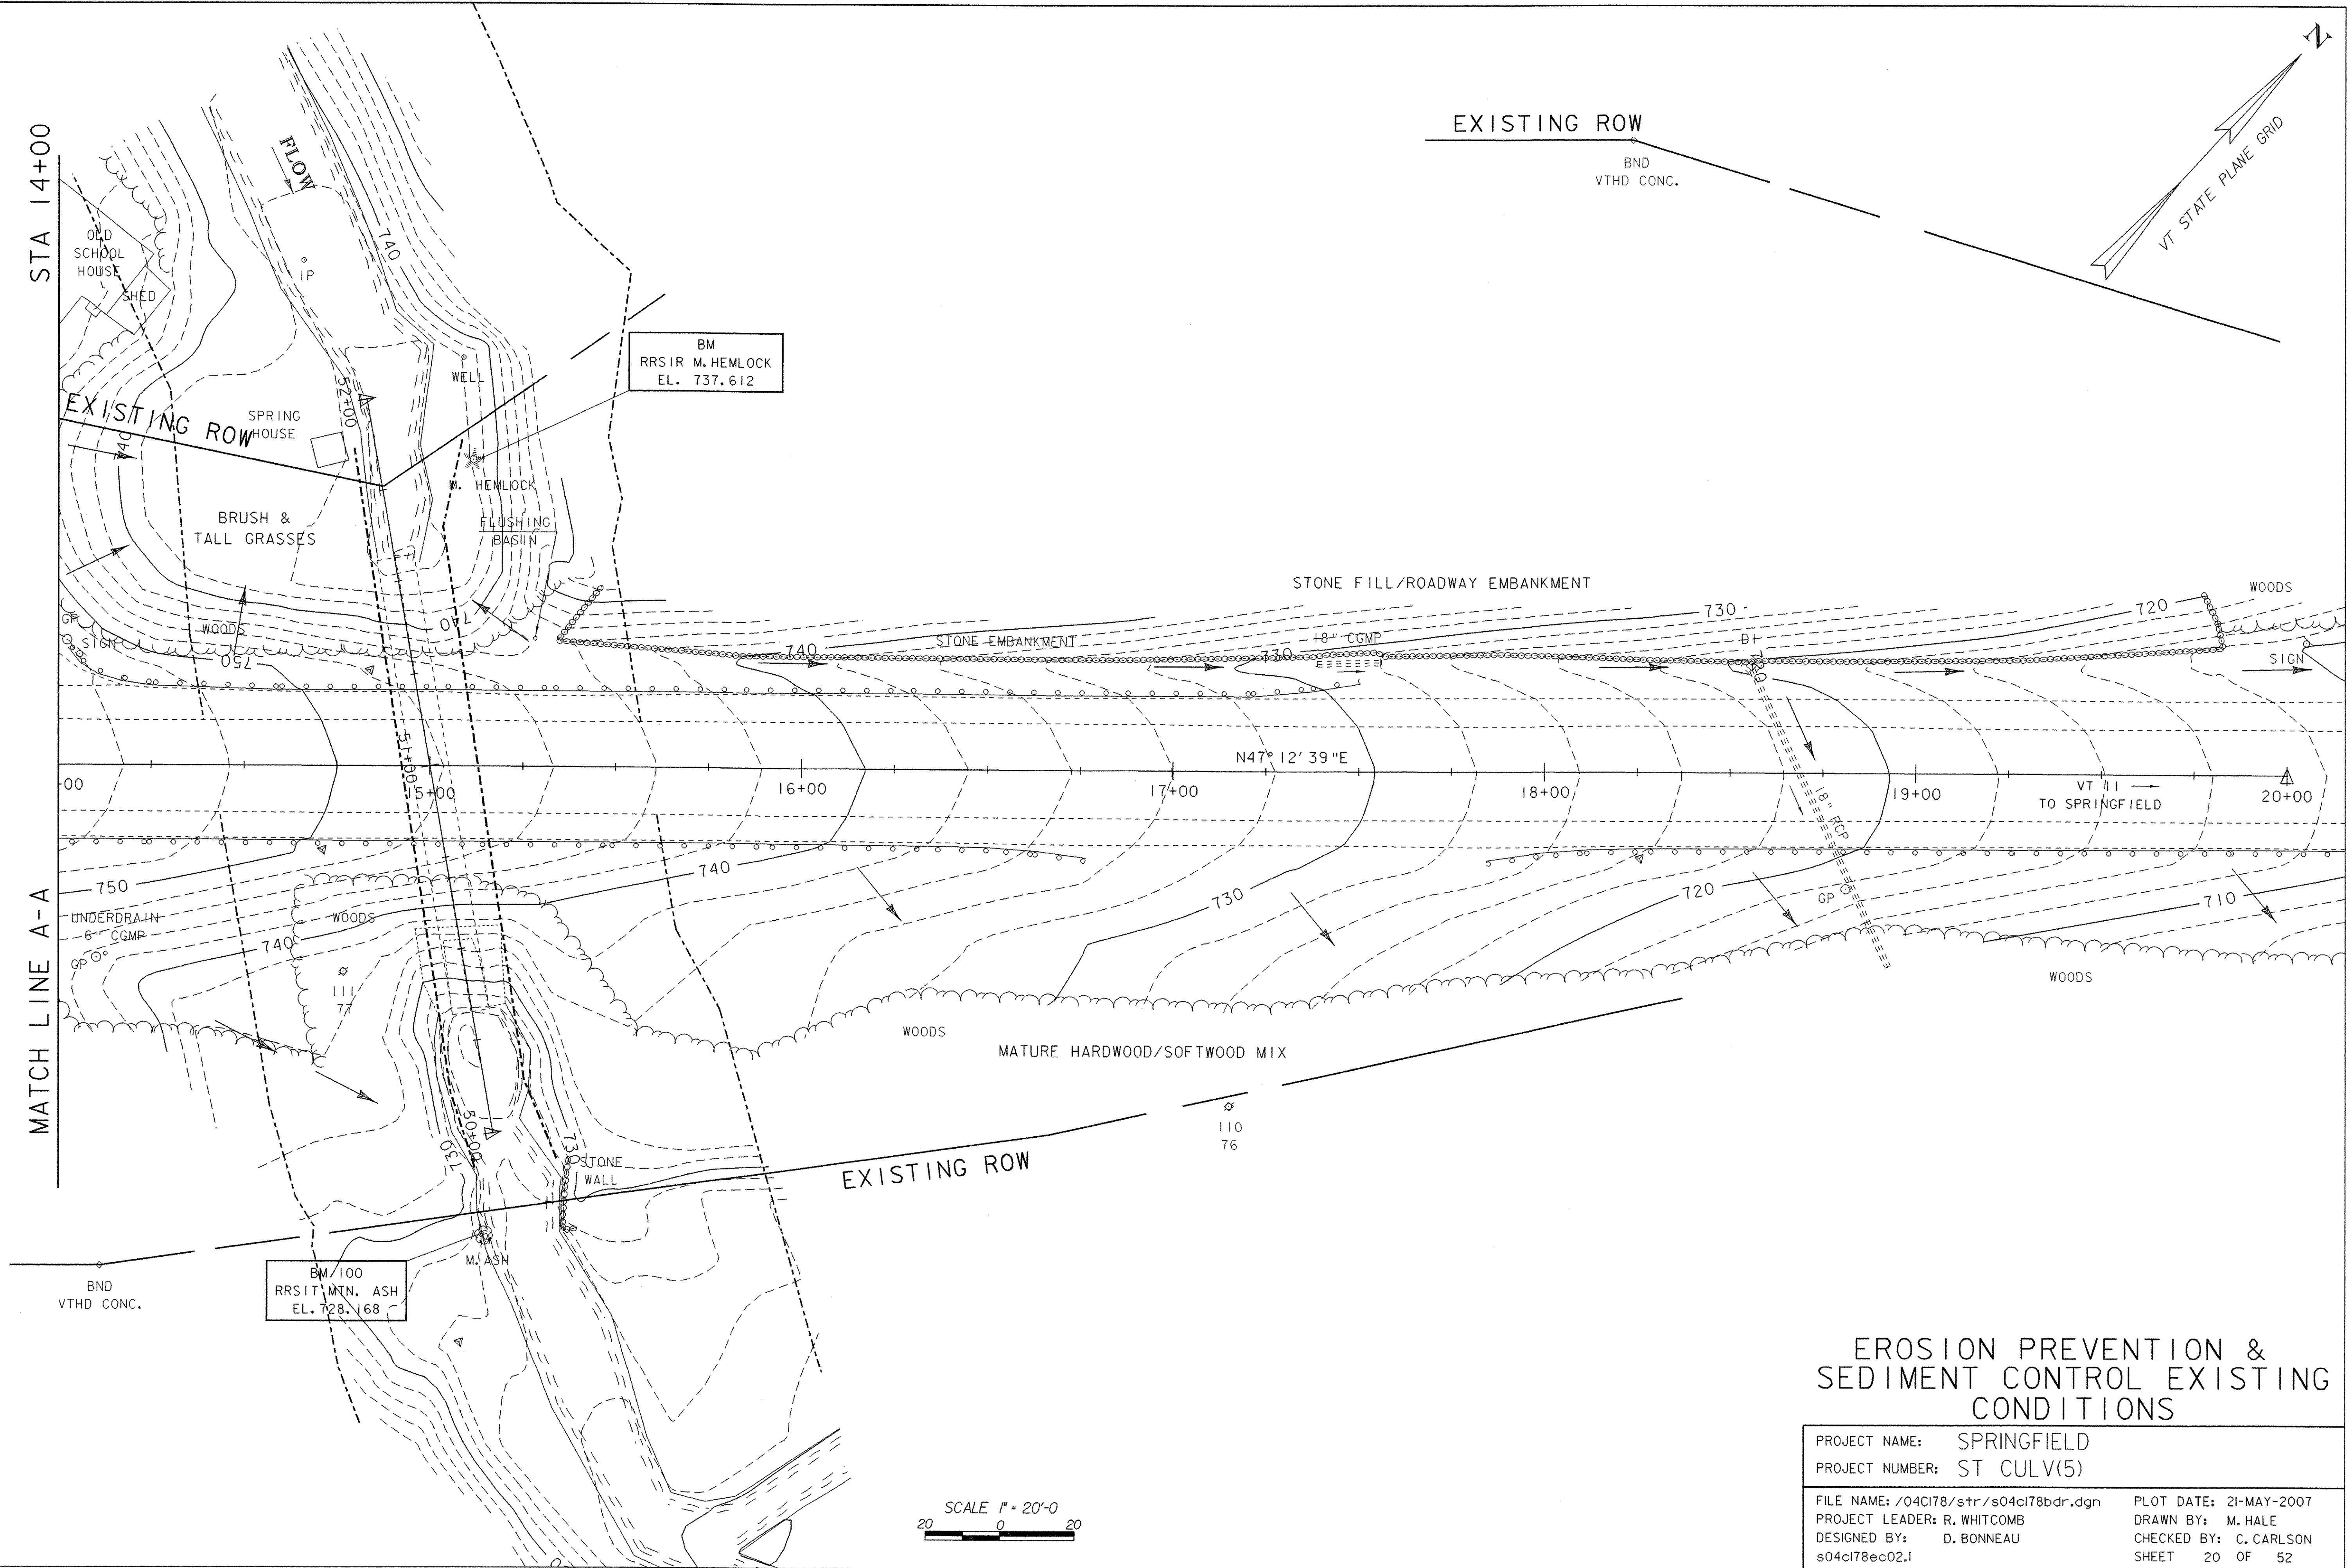 STA 14+00
MATCH LINE A-A
FLOW
740
OLD
SCHOOL
HOUSE
SHED
IP
WELL
52+00
BM
RRSIR M. HEMLOCK
EL. 737.612
EXISTING ROW
740
SPRING
HOUSE
M. HEMLOCK
FLUSHING
BASIN
BRUSH &
TALL GRASSES
GP
SIGN
WOODS
750
740
EXISTING ROW
BND
VTHD CONC.
N
VT STATE PLANE GRID
STONE FILL/ROADWAY EMBANKMENT
STONE EMBANKMENT
740
18" CGMP
730
730
DI
720
720
WOODS
SIGN
N47° 12' 39 "E
00
51+00
15+00
16+00
17+00
18+00
19+00
20+00
VT 11
TO SPRINGFIELD
18" RCP
750
740
730
720
710
GP
UNDERDRAIN
6" CGMP
GP
WOODS
740
111
77
WOODS
WOODS
MATURE HARDWOOD/SOFTWOOD MIX
110
76
730
50+00
730
STONE
WALL
EXISTING ROW
M. ASH
BM 100
RRSIT MTN. ASH
EL. 728.168
BND
VTHD CONC.
SCALE 1" = 20'-0
20 0 20
EROSION PREVENTION &
SEDIMENT CONTROL EXISTING
CONDITIONS
PROJECT NAME: SPRINGFIELD
PROJECT NUMBER: ST CULV(5)
FILE NAME: /04C178/str/s04c178bdr.dgn PLOT DATE: 21-MAY-2007
PROJECT LEADER: R. WHITCOMB DRAWN BY: M. HALE
DESIGNED BY: D. BONNEAU CHECKED BY: C. CARLSON
s04c178ec02.i SHEET 20 OF 52